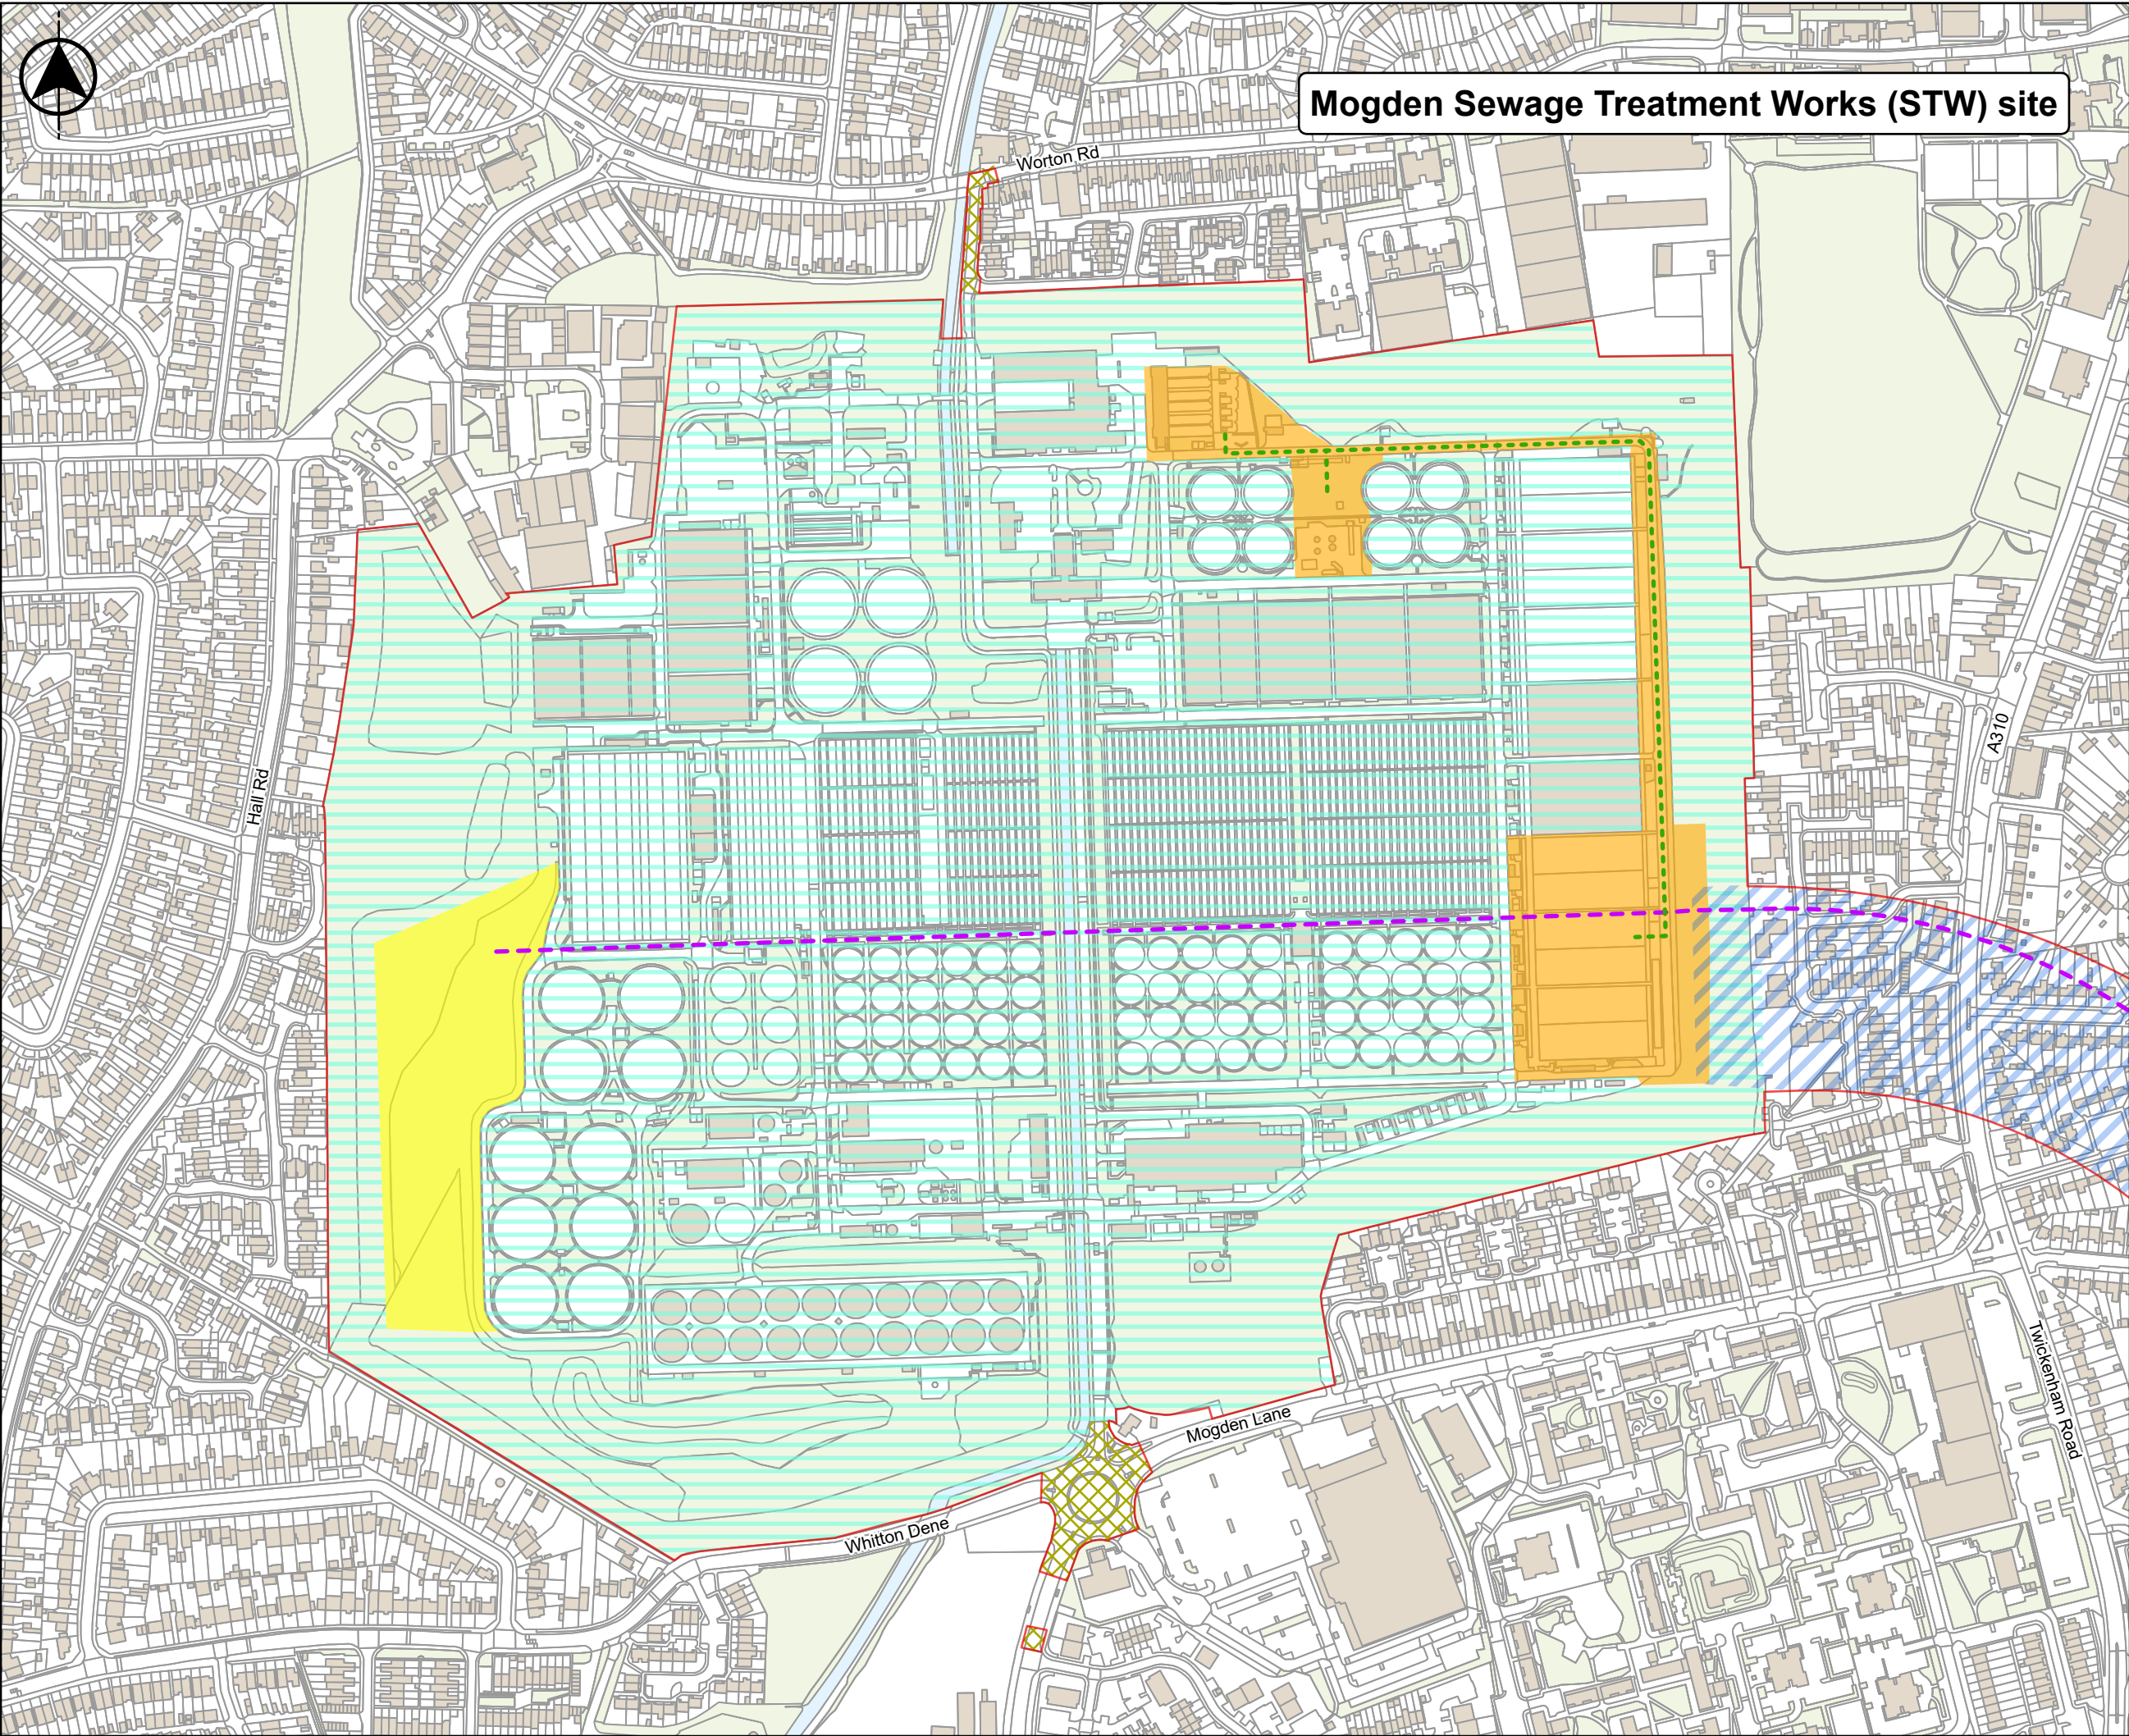 Mogden Sewage Treatment Works (STW) site
Worton Rd
A310
Hall Rd
Twickenham Road
Mogden Lane
Whitton Dene